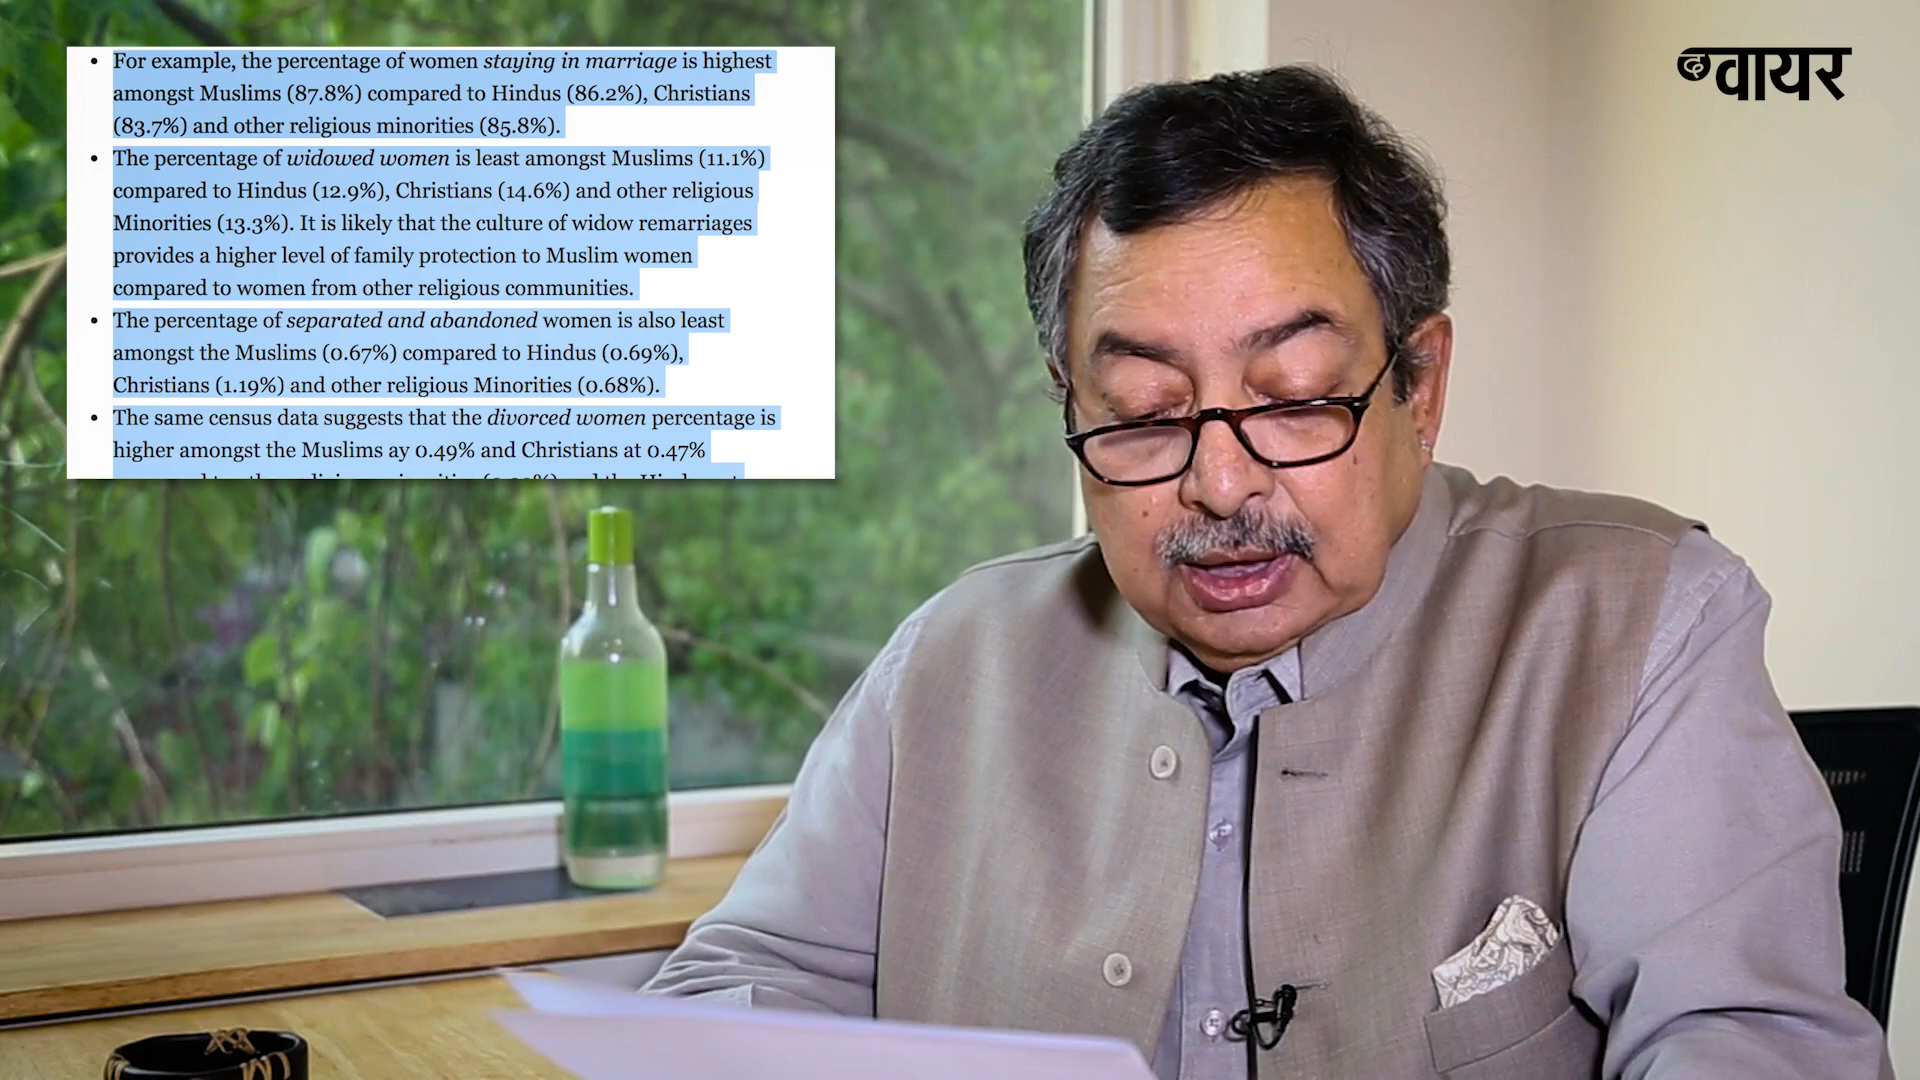 For example, the percentage of women staying in marriage is highest
amongst Muslims (87.8%) compared to Hindus (86.2%), Christians
(83.7%) and other religious minorities (85.8%).
The percentage of widowed women is least amongst Muslims (11.1%)
compared to Hindus (12.9%), Christians (14.6%) and other religious
Minorities (13.3%). It is likely that the culture of widow remarriages
provides a higher level of family protection to Muslim women
compared to women from other religious communities.
The percentage of separated and abandoned women is also least
amongst the Muslims (0.67%) compared to Hindus (0.69%),
Christians (1.19%) and other religious Minorities (0.68%).
The same census data suggests that the divorced women percentage is
higher amongst the Muslims ay 0.49% and Christians at 0.47%
द वायर